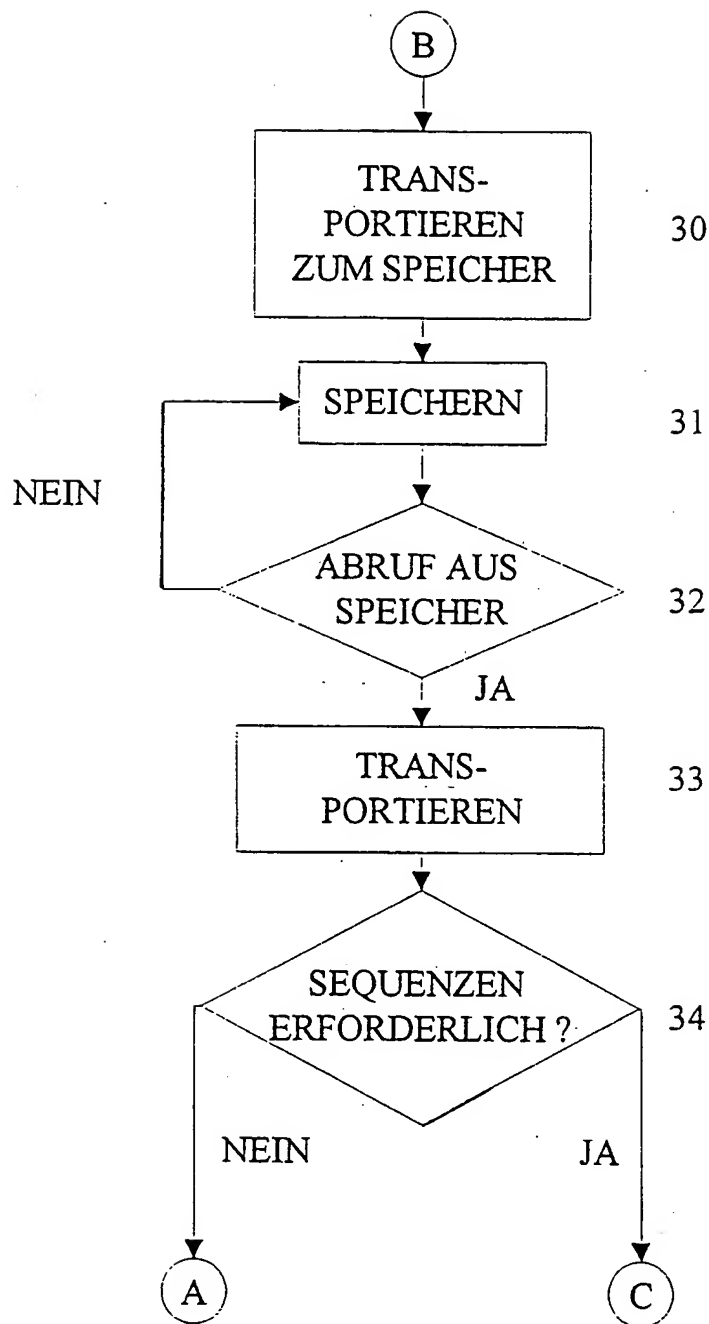 B
TRANS-
PORTIEREN
ZUM SPEICHER
30
SPEICHERN
31
NEIN
ABRUF AUS
SPEICHER
32
JA
TRANS-
PORTIEREN
33
SEQUENZEN
ERFORDERLICH ?
34
NEIN
JA
A
C